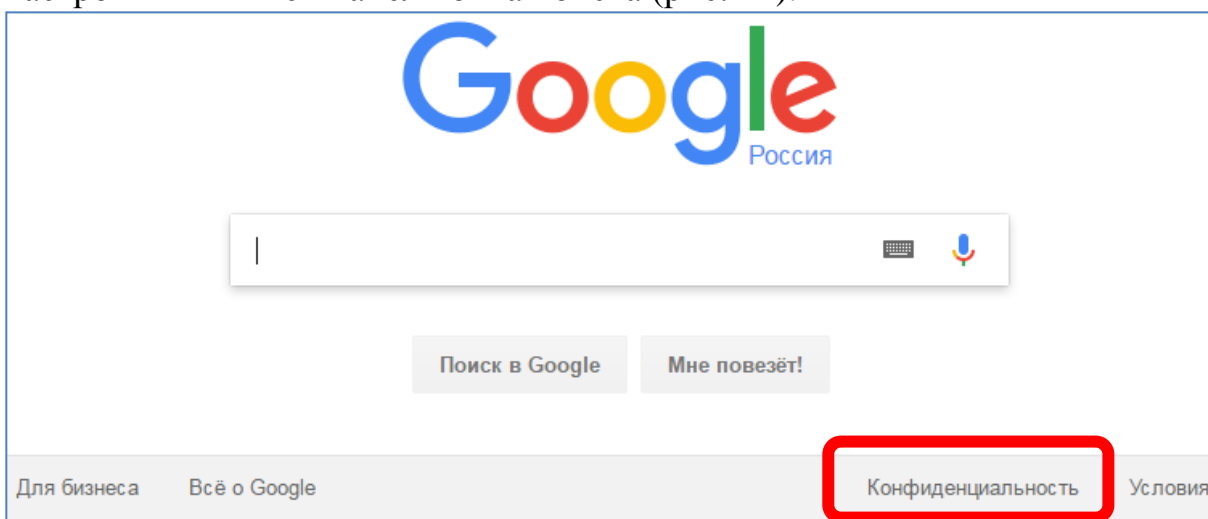 Google
Россия
Поиск в Google Мне повезёт!
Для бизнеса Всё о Google Конфиденциальность Условия